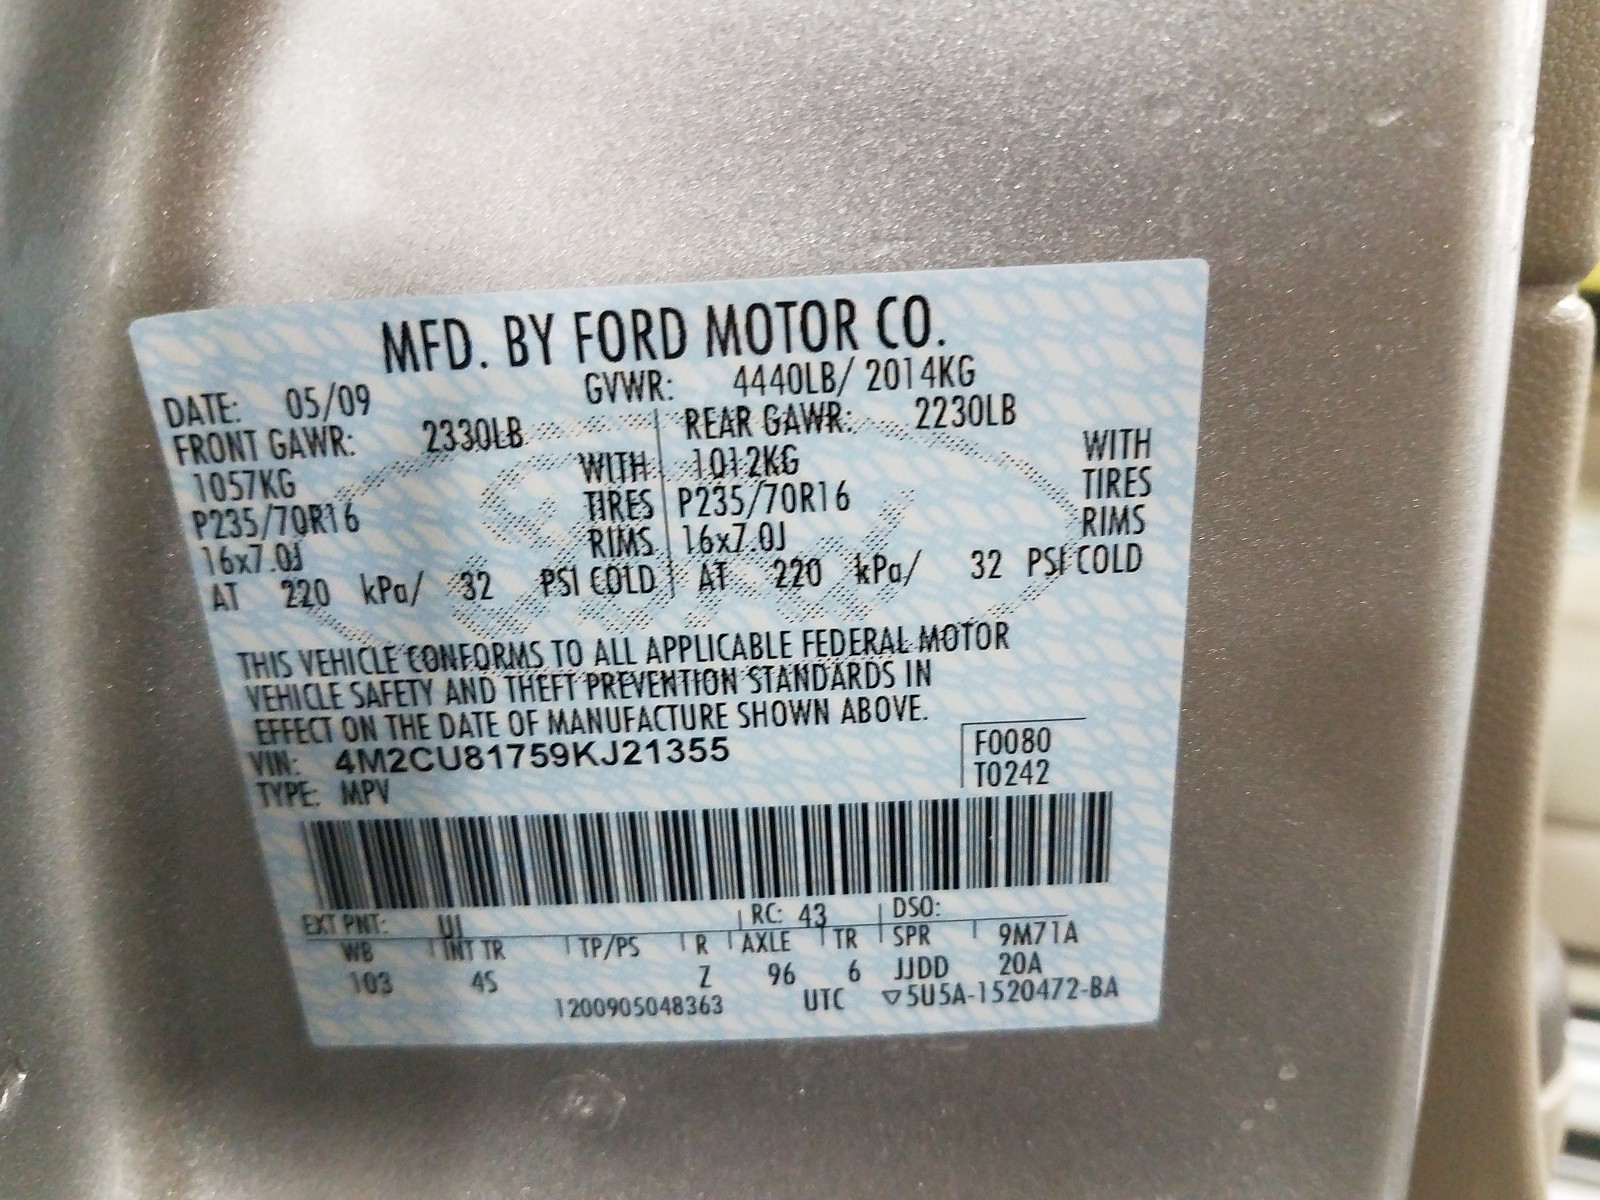 MFD. BY FORD MOTOR CO.
DATE: 05/09 GVWR: 4440LB/ 2014KG
FRONT GAWR: 2330LB REAR GAWR: 2230LB
1057KG WITH 1012KG WITH
P235/70R16 TIRES P235/70R16 TIRES
16x7.0J RIMS 16x7.0J RIMS
AT 220 kPa/ 32 PSI COLD AT 220 kPa/ 32 PSI COLD
THIS VEHICLE CONFORMS TO ALL APPLICABLE FEDERAL MOTOR
VEHICLE SAFETY AND THEFT PREVENTION STANDARDS IN
EFFECT ON THE DATE OF MANUFACTURE SHOWN ABOVE.
VIN: 4M2CU81759KJ21355 F0080
TYPE: MPV T0242
EXT PNT: UJ RC: 43 DSO:
WB INT TR TP/PS R AXLE TR SPR 9M71A
103 4S Z 96 6 JJDD 20A
1200905048363 UTC ▽5U5A-1520472-BA